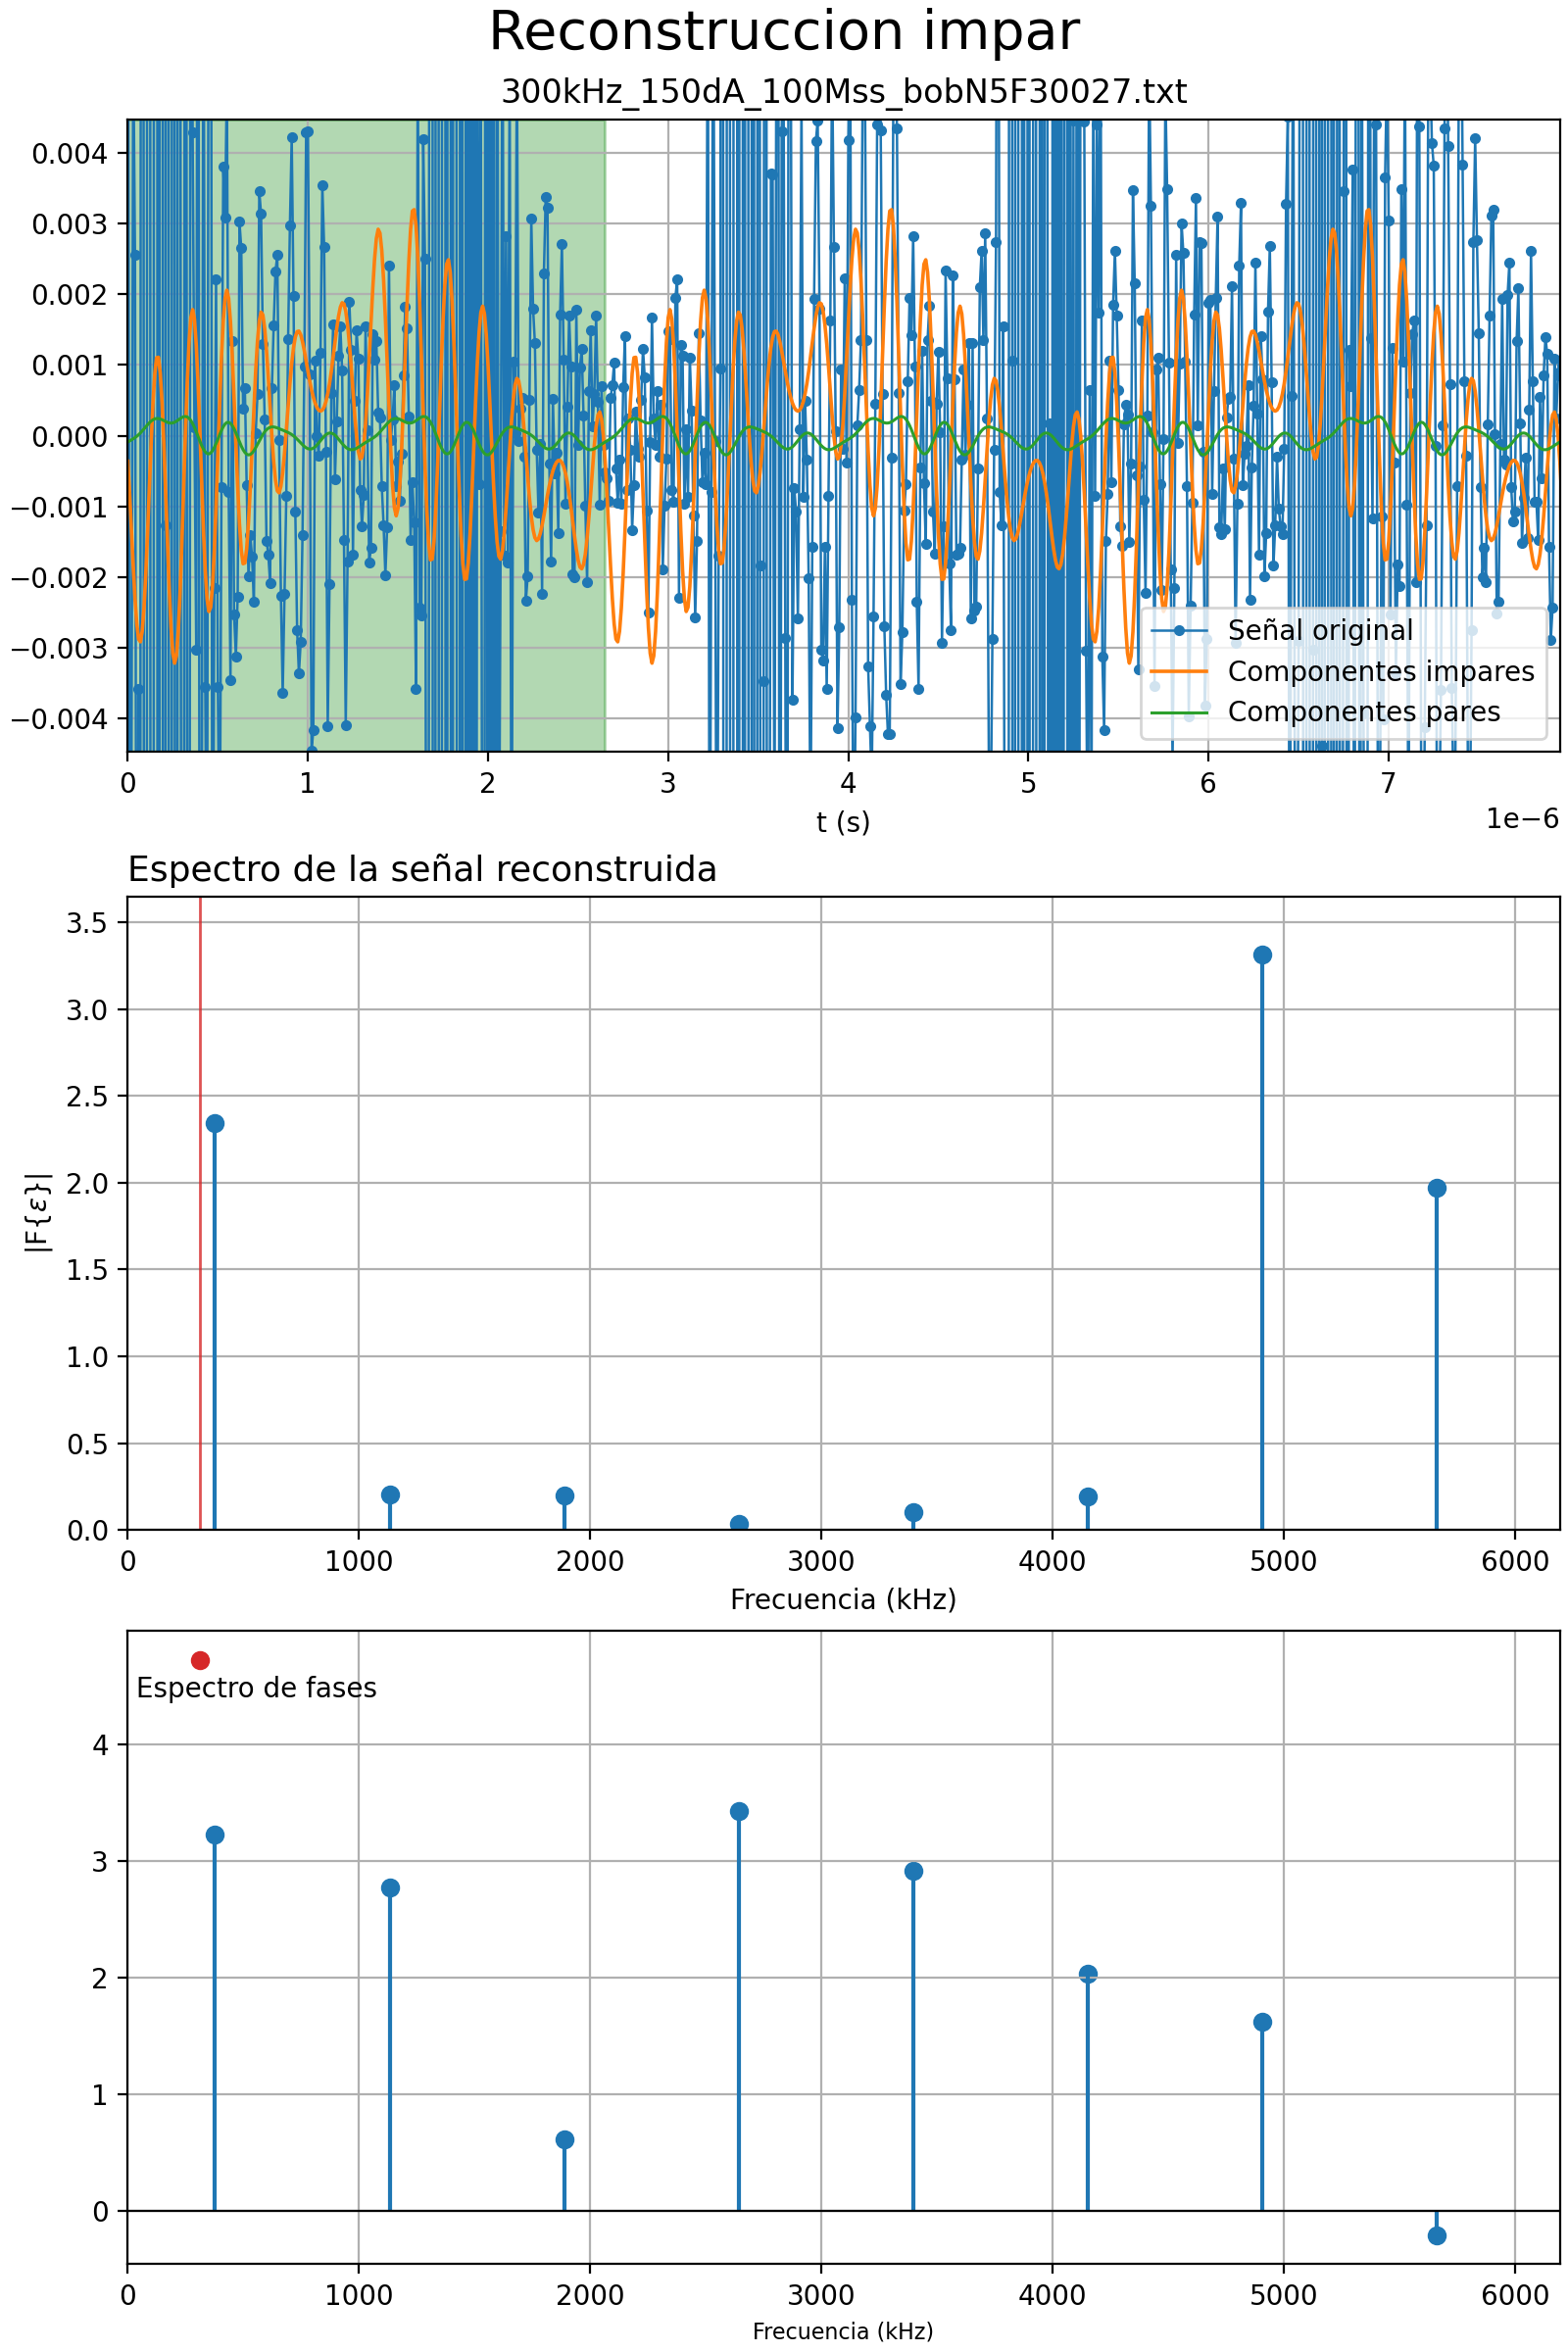 Reconstruccion impar
300kHz_150dA_100Mss_bobN5F30027.txt
0.004
0.003
0.002
0.001
0.000
−0.001
−0.002
−0.003
−0.004
Señal original
Componentes impares
Componentes pares
0 1 2 3 4 5 6 7
1e−6
t (s)
Espectro de la señal reconstruida
3.5
3.0
2.5
2.0
1.5
1.0
0.5
0.0
|F{ε}|
0 1000 2000 3000 4000 5000 6000
Frecuencia (kHz)
Espectro de fases
4
3
2
1
0
0 1000 2000 3000 4000 5000 6000
Frecuencia (kHz)